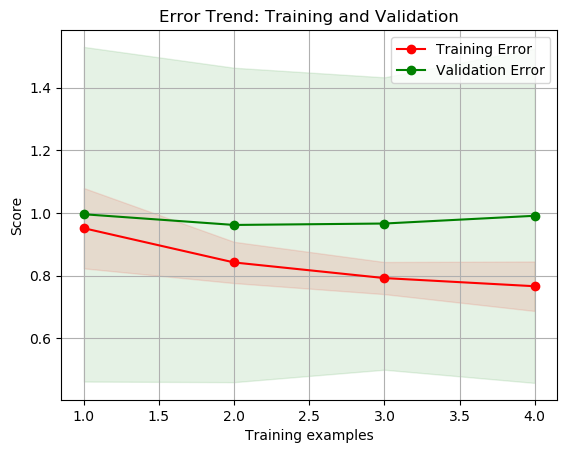 Error Trend: Training and Validation
Training Error
Validation Error
Score
1.4
1.2
1.0
0.8
0.6
1.0
1.5
2.0
2.5
3.0
3.5
4.0
Training examples